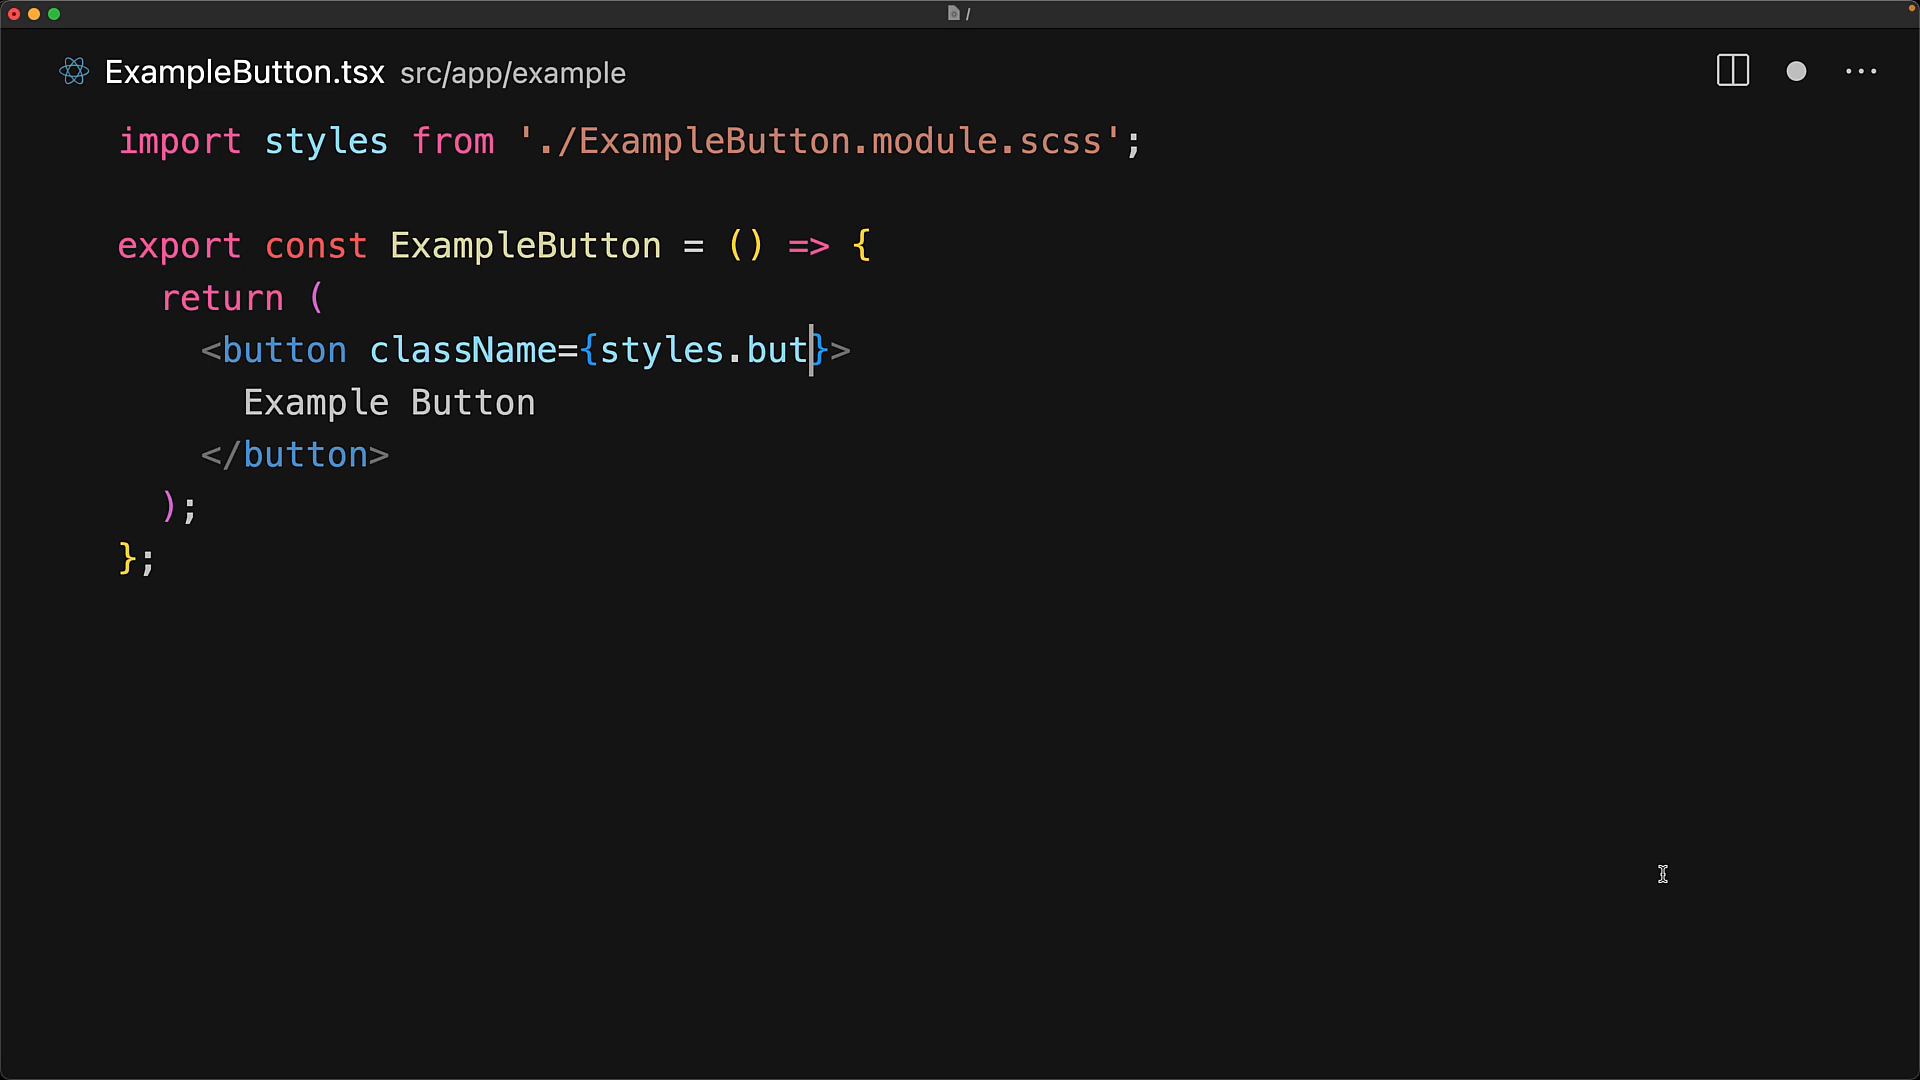 /
ExampleButton.tsx src/app/example
import styles from './ExampleButton.module.scss';
export const ExampleButton = () => {
return (
<button className={styles.but}>
Example Button
</button>
);
};